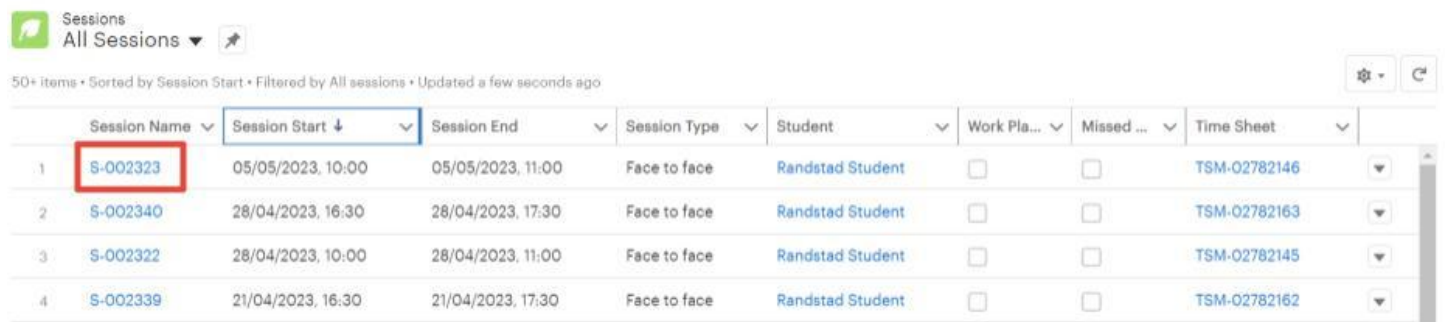 Sessions
All Sessions
50+ items • Sorted by Session Start • Filtered by All sessions • Updated a few seconds ago
Session Name Session Start Session End Session Type Student Work Pla... Missed ... Time Sheet
1 S-002323 05/05/2023, 10:00 05/05/2023, 11:00 Face to face Randstad Student TSM-02782146
2 S-002340 28/04/2023, 16:30 28/04/2023, 17:30 Face to face Randstad Student TSM-02782163
3 S-002322 28/04/2023, 10:00 28/04/2023, 11:00 Face to face Randstad Student TSM-02782145
4 S-002339 21/04/2023, 16:30 21/04/2023, 17:30 Face to face Randstad Student TSM-02782162